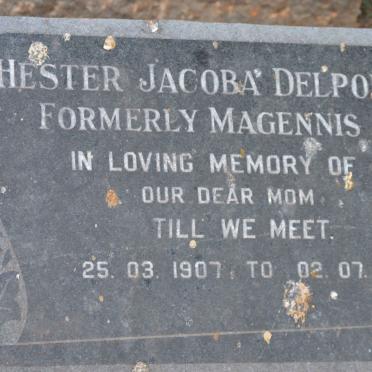 HESTER JACOBA DELPO
FORMERLY MAGENNIS
IN LOVING MEMORY OF
OUR DEAR MOM
TILL WE MEET.
25. 03. 1907 TO 02. 07.